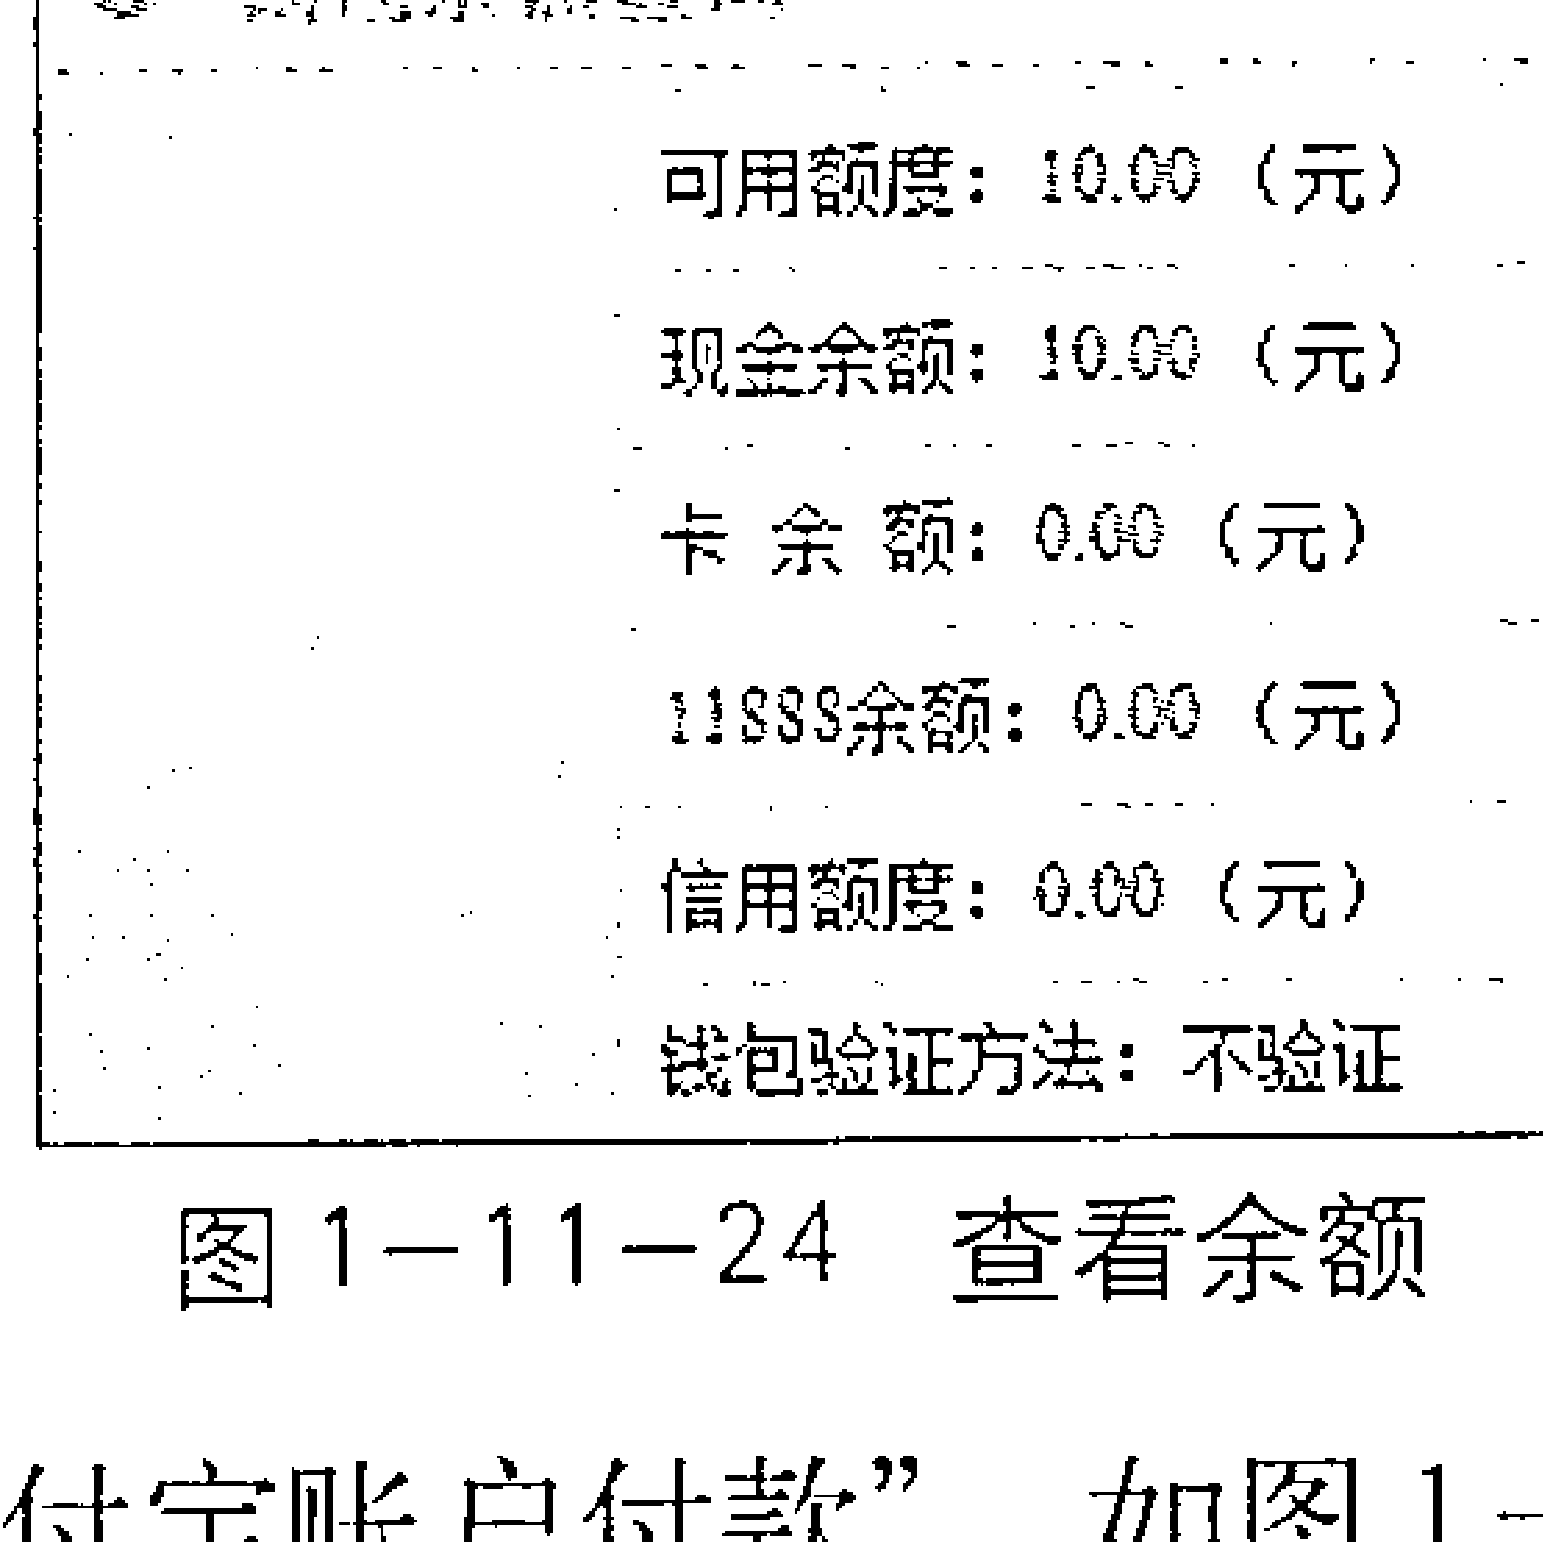 可用额度：10.00（元）
现金余额：10.00（元）
卡 余 额：0.00（元）
11888余额：0.00（元）
信用额度：0.00（元）
钱包验证方法：不验证
图1－11－24 查看余额
付宝账户付款” 如图1－